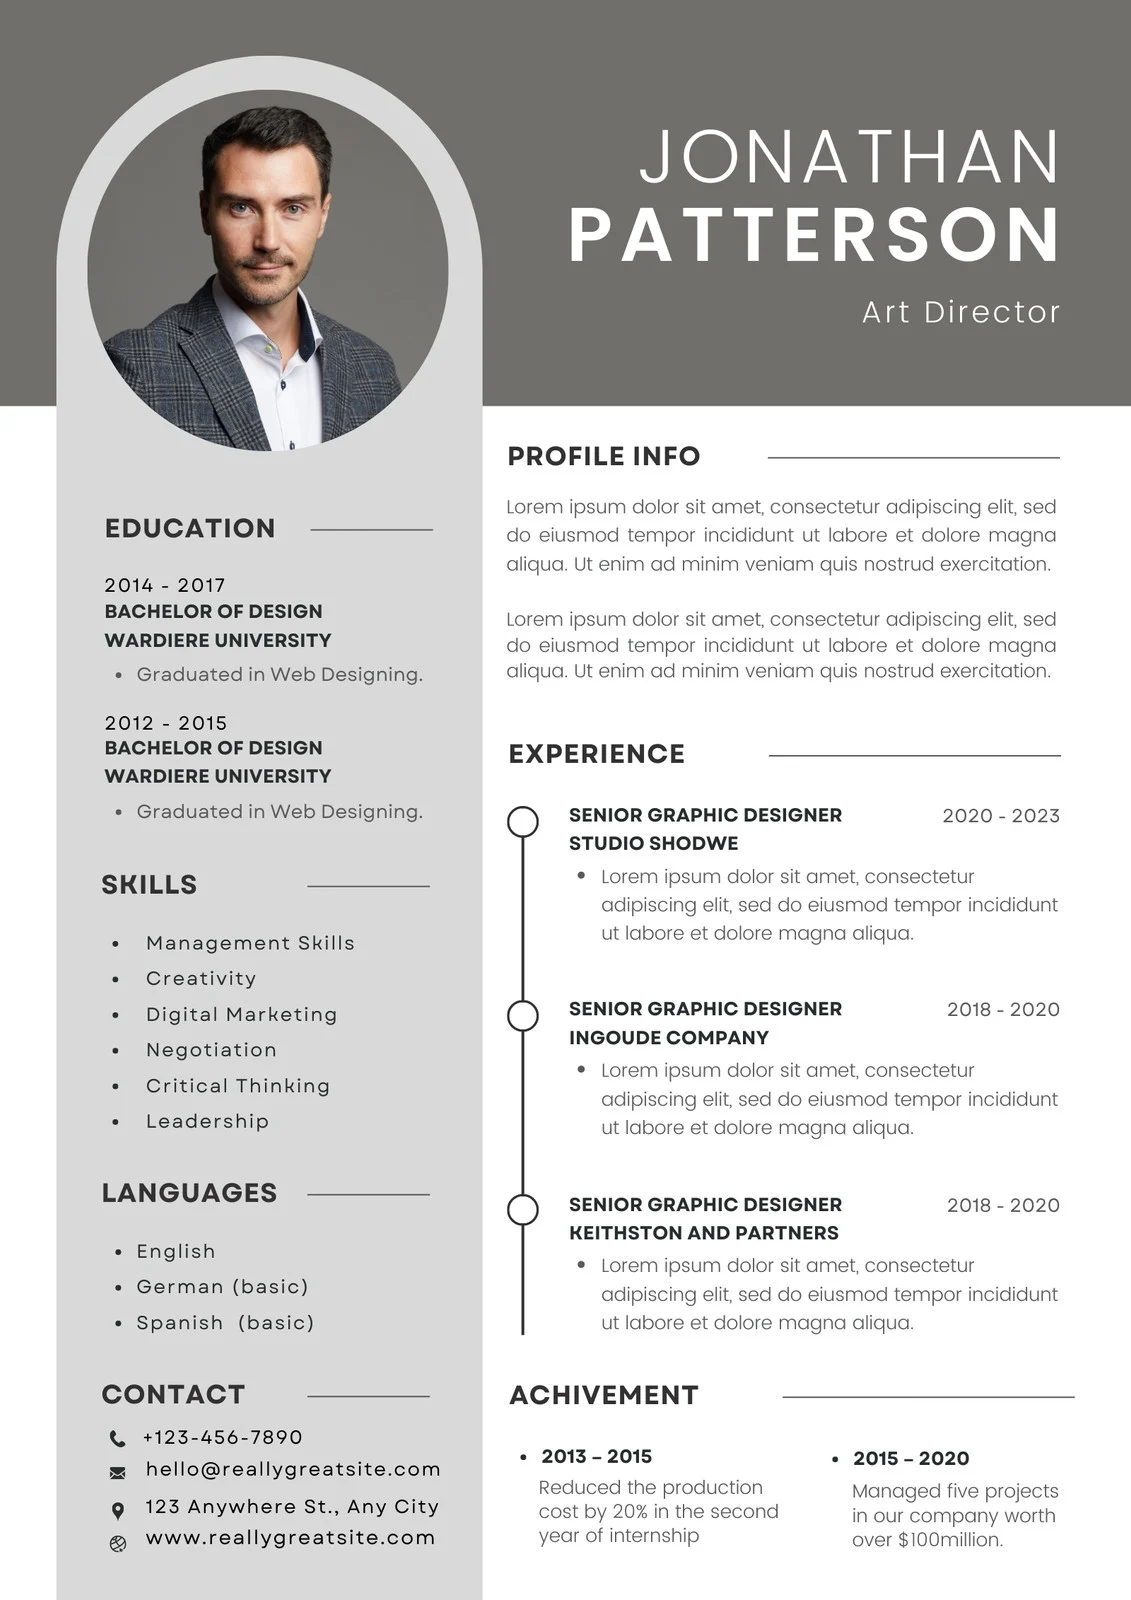 JONATHAN
PATTERSON
Art Director
EDUCATION
2014 - 2017
BACHELOR OF DESIGN
WARDIERE UNIVERSITY
• Graduated in Web Designing.
2012 - 2015
BACHELOR OF DESIGN
WARDIERE UNIVERSITY
• Graduated in Web Designing.
SKILLS
• Management Skills
• Creativity
• Digital Marketing
• Negotiation
• Critical Thinking
• Leadership
LANGUAGES
• English
• German (basic)
• Spanish (basic)
CONTACT
+123-456-7890
hello@reallygreatsite.com
123 Anywhere St., Any City
www.reallygreatsite.com
PROFILE INFO
Lorem ipsum dolor sit amet, consectetur adipiscing elit, sed
do eiusmod tempor incididunt ut labore et dolore magna
aliqua. Ut enim ad minim veniam quis nostrud exercitation.
Lorem ipsum dolor sit amet, consectetur adipiscing elit, sed
do eiusmod tempor incididunt ut labore et dolore magna
aliqua. Ut enim ad minim veniam quis nostrud exercitation.
EXPERIENCE
SENIOR GRAPHIC DESIGNER 2020 - 2023
STUDIO SHODWE
• Lorem ipsum dolor sit amet, consectetur
adipiscing elit, sed do eiusmod tempor incididunt
ut labore et dolore magna aliqua.
SENIOR GRAPHIC DESIGNER 2018 - 2020
INGOUDE COMPANY
• Lorem ipsum dolor sit amet, consectetur
adipiscing elit, sed do eiusmod tempor incididunt
ut labore et dolore magna aliqua.
SENIOR GRAPHIC DESIGNER 2018 - 2020
KEITHSTON AND PARTNERS
• Lorem ipsum dolor sit amet, consectetur
adipiscing elit, sed do eiusmod tempor incididunt
ut labore et dolore magna aliqua.
ACHIVEMENT
• 2013 – 2015
Reduced the production
cost by 20% in the second
year of internship
• 2015 – 2020
Managed five projects
in our company worth
over $100million.